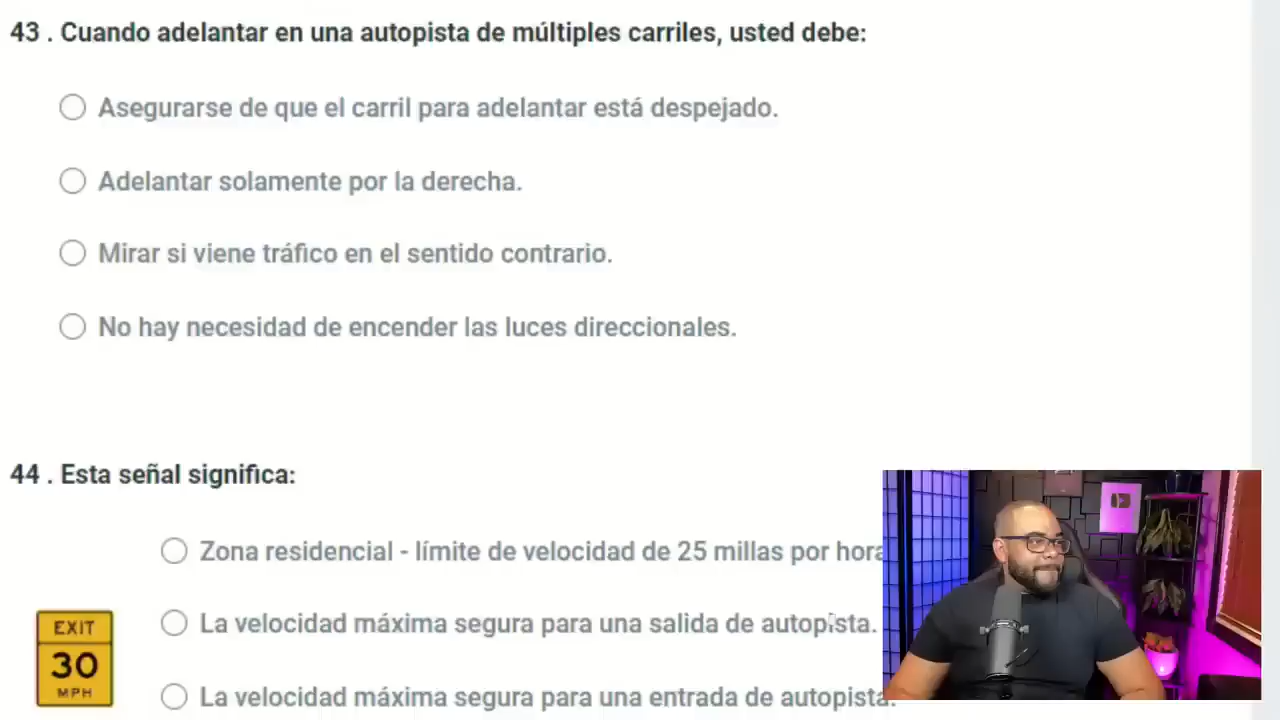 43 . Cuando adelantar en una autopista de múltiples carriles, usted debe:
Asegurarse de que el carril para adelantar está despejado.
Adelantar solamente por la derecha.
Mirar si viene tráfico en el sentido contrario.
No hay necesidad de encender las luces direccionales.
44 . Esta señal significa:
Zona residencial - límite de velocidad de 25 millas por hora
La velocidad máxima segura para una salida de autopista.
La velocidad máxima segura para una entrada de autopista.
EXIT
30
MPH